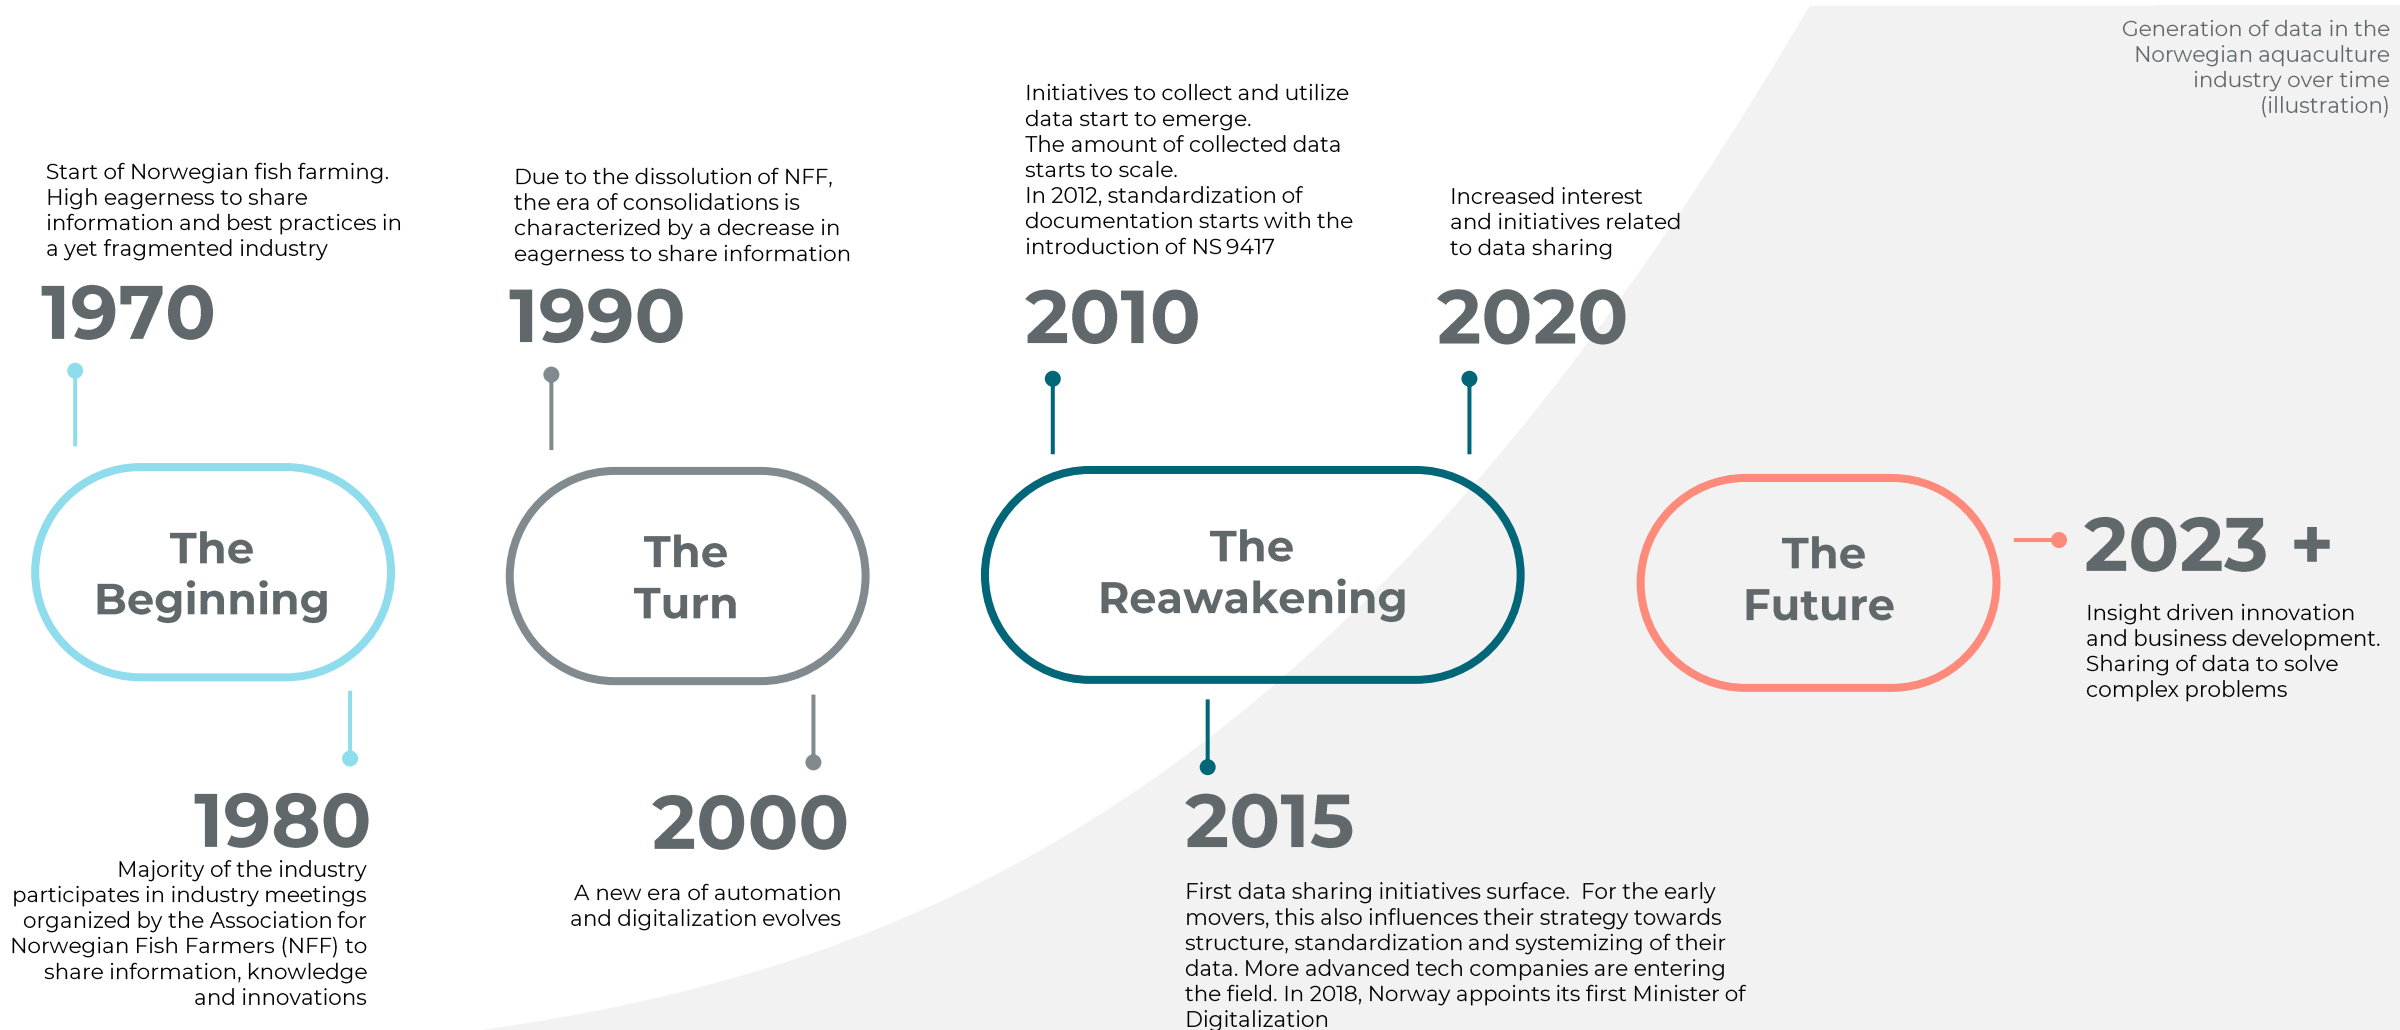 Generation of data in the
Norwegian aquaculture
industry over time
(illustration)
Start of Norwegian fish farming.
High eagerness to share
information and best practices in
a yet fragmented industry
1970
Due to the dissolution of NFF,
the era of consolidations is
characterized by a decrease in
eagerness to share information
1990
Initiatives to collect and utilize
data start to emerge.
The amount of collected data
starts to scale.
In 2012, standardization of
documentation starts with the
introduction of NS 9417
2010
Increased interest
and initiatives related
to data sharing
2020
The
Beginning
The
Turn
The
Reawakening
The
Future
2023 +
Insight driven innovation
and business development.
Sharing of data to solve
complex problems
1980
Majority of the industry
participates in industry meetings
organized by the Association for
Norwegian Fish Farmers (NFF) to
share information, knowledge
and innovations
2000
A new era of automation
and digitalization evolves
2015
First data sharing initiatives surface.  For the early
movers, this also influences their strategy towards
structure, standardization and systemizing of their
data. More advanced tech companies are entering
the field. In 2018, Norway appoints its first Minister of
Digitalization